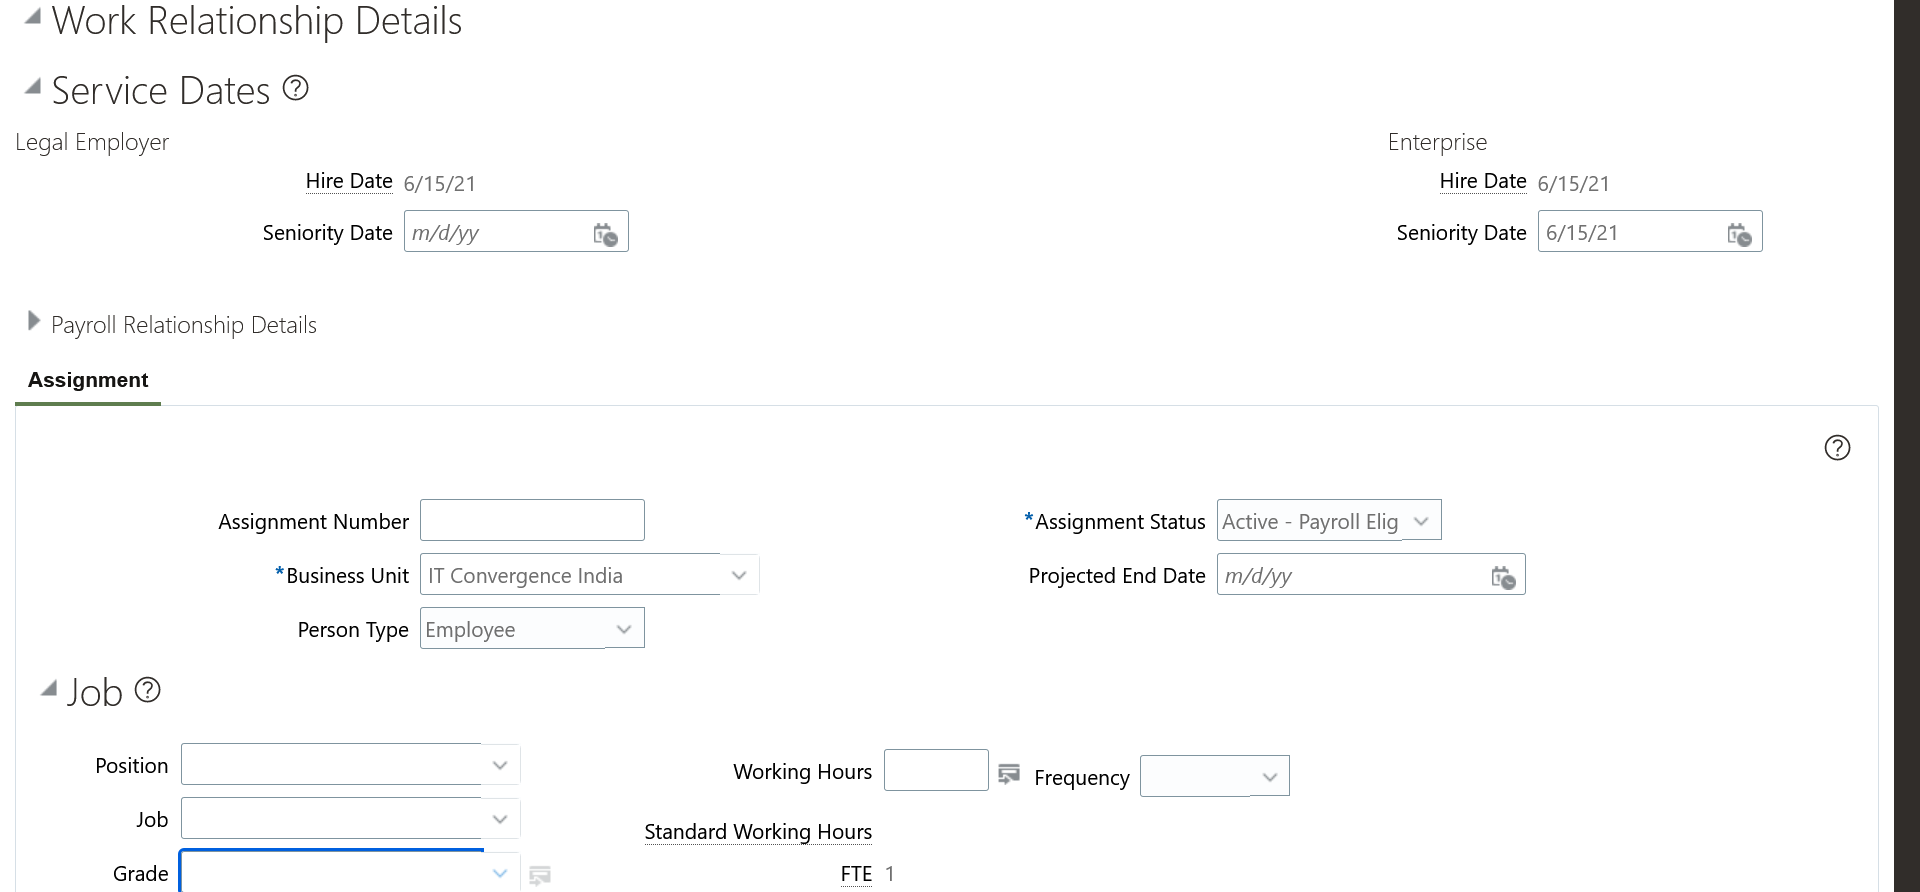 Work Relationship Details
Service Dates ?
Legal Employer
Enterprise
Hire Date 6/15/21
Hire Date 6/15/21
Seniority Date m/d/yy
Seniority Date 6/15/21
Payroll Relationship Details
Assignment
?
Assignment Number
*Assignment Status Active - Payroll Elig
*Business Unit IT Convergence India
Projected End Date m/d/yy
Person Type Employee
Job ?
Position
Working Hours
Frequency
Job
Standard Working Hours
Grade
FTE 1